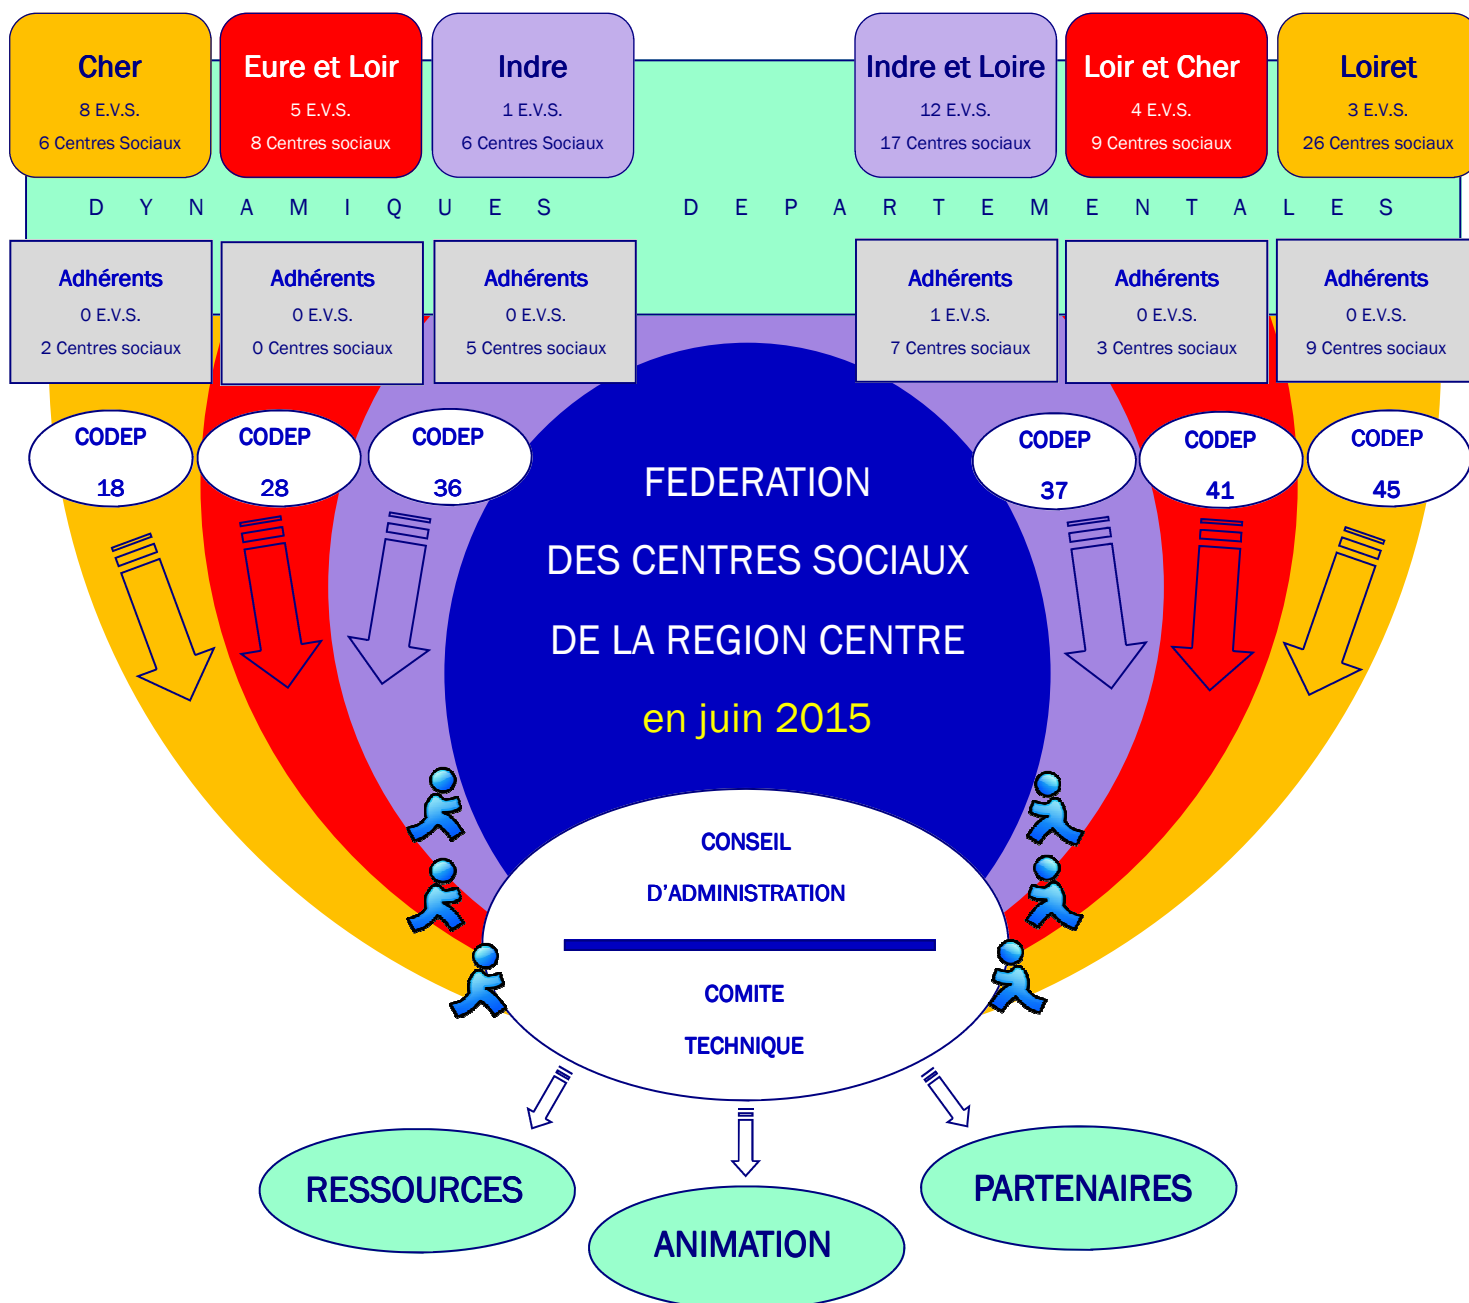 Cher
8 E.V.S.
6 Centres Sociaux
Eure et Loir
5 E.V.S.
8 Centres sociaux
Indre
1 E.V.S.
6 Centres Sociaux
Indre et Loire
12 E.V.S.
17 Centres sociaux
Loir et Cher
4 E.V.S.
9 Centres sociaux
Loiret
3 E.V.S.
26 Centres sociaux
D Y N A M I Q U E S D E P A R T E M E N T A L E S
Adhérents
0 E.V.S.
2 Centres sociaux
Adhérents
0 E.V.S.
0 Centres sociaux
Adhérents
0 E.V.S.
5 Centres sociaux
Adhérents
1 E.V.S.
7 Centres sociaux
Adhérents
0 E.V.S.
3 Centres sociaux
Adhérents
0 E.V.S.
9 Centres sociaux
CODEP
18
CODEP
28
CODEP
36
CODEP
37
CODEP
41
CODEP
45
FEDERATION
DES CENTRES SOCIAUX
DE LA REGION CENTRE
en juin 2015
CONSEIL
D'ADMINISTRATION
COMITE
TECHNIQUE
RESSOURCES
ANIMATION
PARTENAIRES